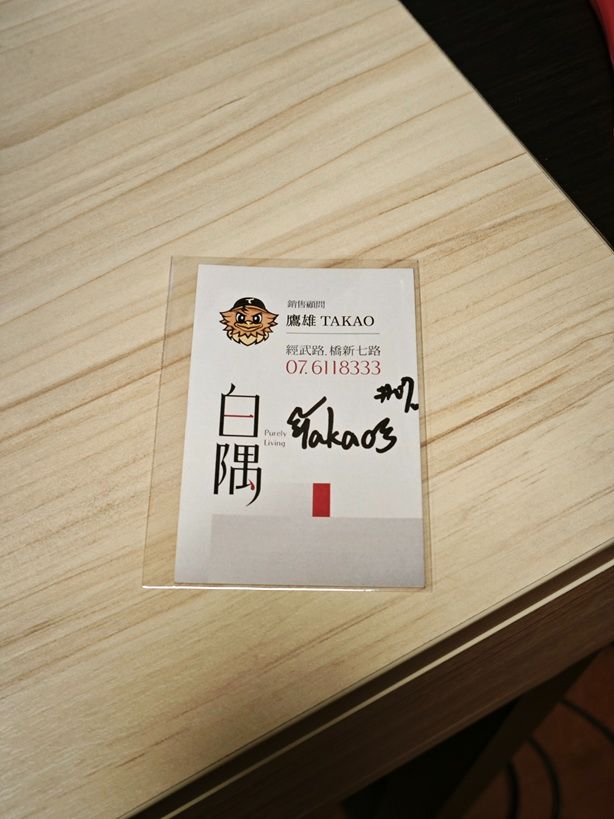 銷售顧問
鷹雄 TAKAO
經武路.橋新七路
07.6118333
白隅
Purely
Living
Takao